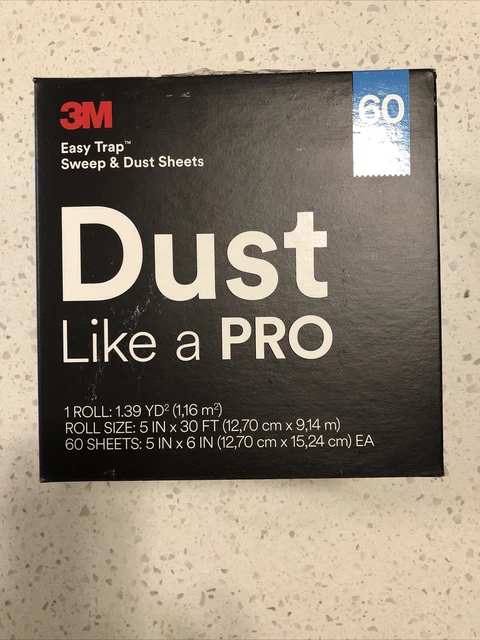 3M
60
Easy Trap™
Sweep & Dust Sheets
Dust
Like a PRO
1 ROLL: 1.39 YD² (1,16 m²)
ROLL SIZE: 5 IN x 30 FT (12,70 cm x 9,14 m)
60 SHEETS: 5 IN x 6 IN (12,70 cm x 15,24 cm) EA